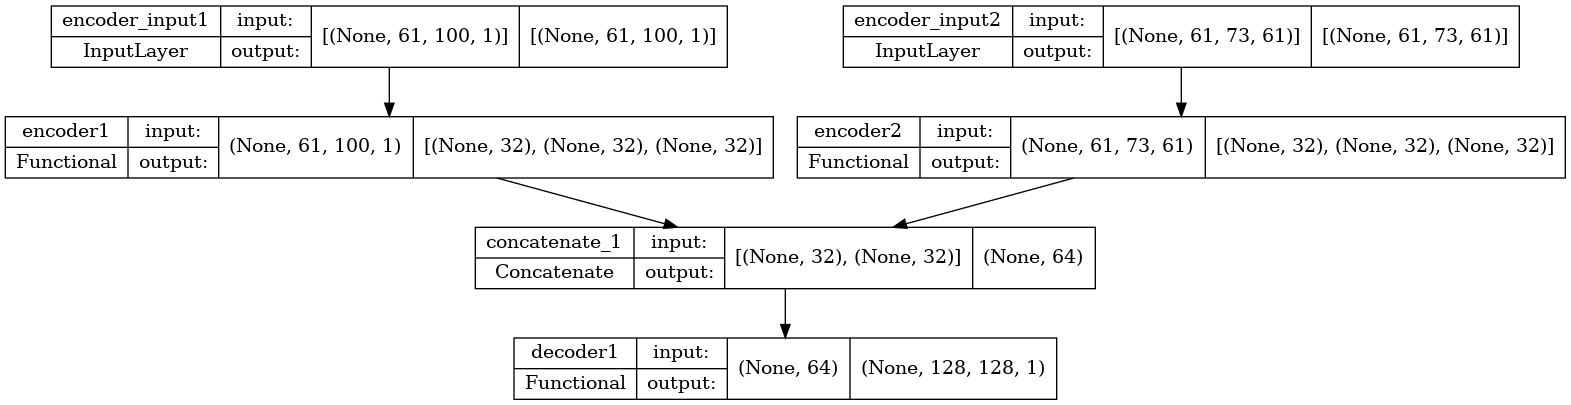 encoder_input1 input: [(None, 61, 100, 1)] [(None, 61, 100, 1)]
InputLayer output:
encoder_input2 input: [(None, 61, 73, 61)] [(None, 61, 73, 61)]
InputLayer output:
encoder1 input: (None, 61, 100, 1) [(None, 32), (None, 32), (None, 32)]
Functional output:
encoder2 input: (None, 61, 73, 61) [(None, 32), (None, 32), (None, 32)]
Functional output:
concatenate_1 input: [(None, 32), (None, 32)] (None, 64)
Concatenate output:
decoder1 input: (None, 64) (None, 128, 128, 1)
Functional output: